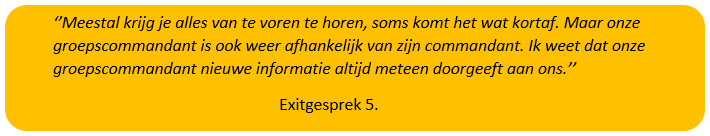 ‘’Meestal krijg je alles van te voren te horen, soms komt het wat kortaf. Maar onze
groepscommandant is ook weer afhankelijk van zijn commandant. Ik weet dat onze
groepscommandant nieuwe informatie altijd meteen doorgeeft aan ons.’’
Exitgesprek 5.